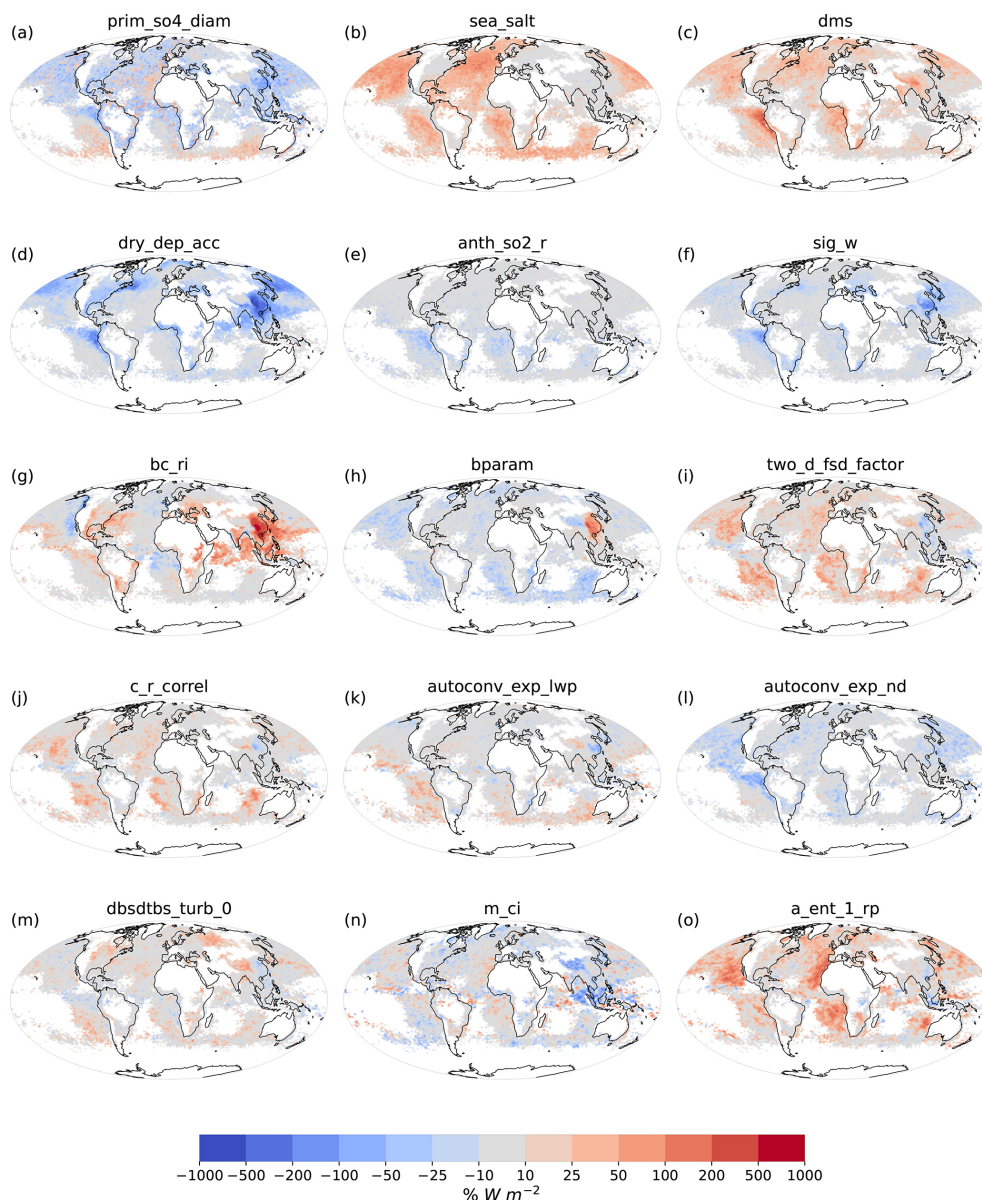 (a) prim_so4_diam
(b) sea_salt
(c) dms
(d) dry_dep_acc
(e) anth_so2_r
(f) sig_w
(g) bc_ri
(h) bparam
(i) two_d_fsd_factor
(j) c_r_correl
(k) autoconv_exp_lwp
(l) autoconv_exp_nd
(m) dbsdtbs_turb_0
(n) m_ci
(o) a_ent_1_rp
−1000 −500 −200 −100 −50 −25 −10 10 25 50 100 200 500 1000
% W m⁻²